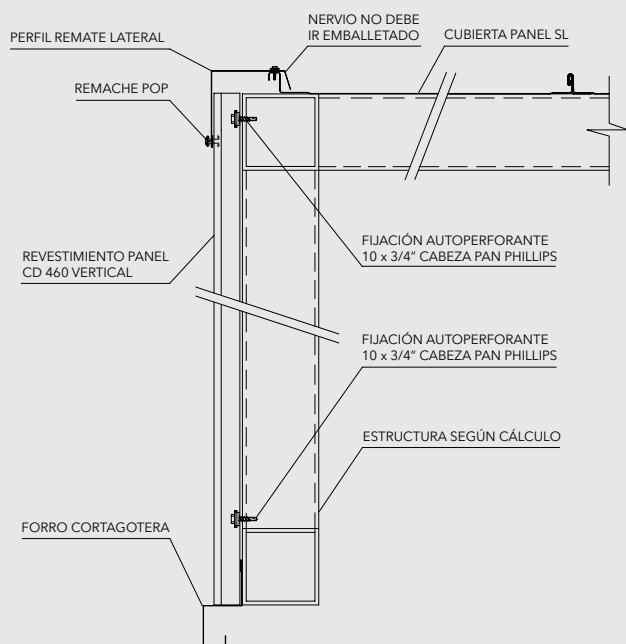 PERFIL REMATE LATERAL
NERVIO NO DEBE
IR EMBALLETADO
CUBIERTA PANEL SL
REMACHE POP
REVESTIMIENTO PANEL
CD 460 VERTICAL
FIJACIÓN AUTOPERFORANTE
10 x 3/4” CABEZA PAN PHILLIPS
FIJACIÓN AUTOPERFORANTE
10 x 3/4” CABEZA PAN PHILLIPS
ESTRUCTURA SEGÚN CÁLCULO
FORRO CORTAGOTERA